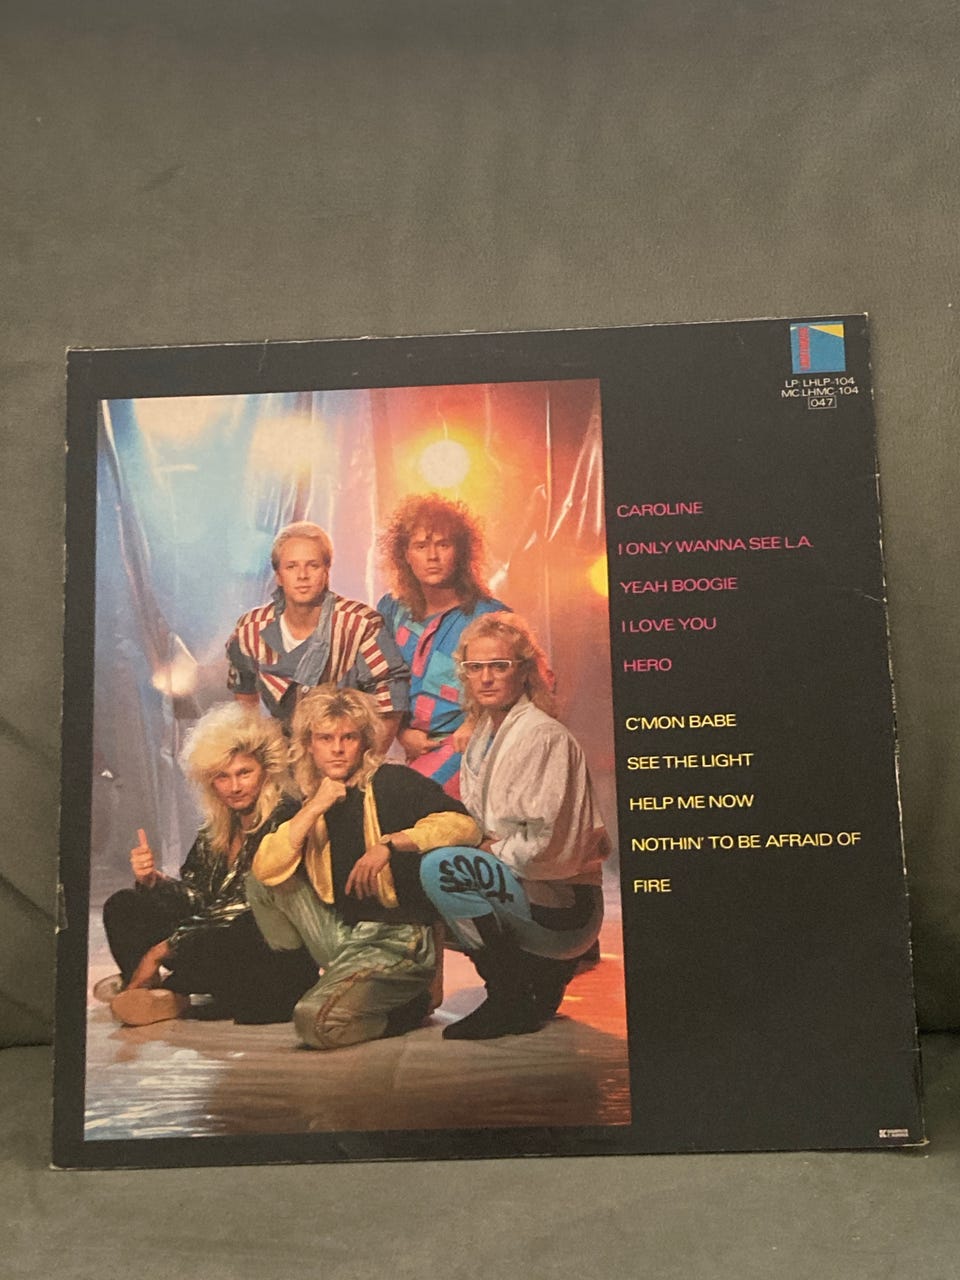 LP: LHLP-104
MC: LHMC-104
047
CAROLINE
I ONLY WANNA SEE L.A.
YEAH BOOGIE
I LOVE YOU
HERO
C'MON BABE
SEE THE LIGHT
HELP ME NOW
NOTHIN' TO BE AFRAID OF
FIRE